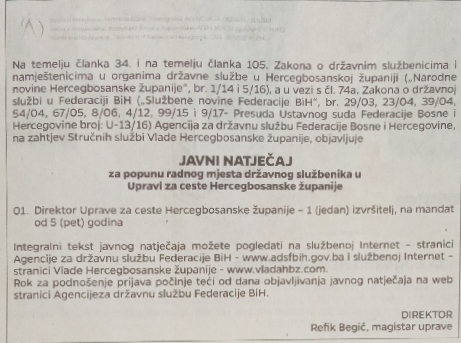 Na temelju članka 34. i na temelju članka 105. Zakona o državnim službenicima i
namještenicima u organima državne službe u Hercegbosanskoj županiji („Narodne
novine Hercegbosanske županije", br. 1/14 i 5/16), a u vezi s čl. 74a. Zakona o državnoj
službi u Federaciji BiH („Službene novine Federacije BiH", br. 29/03, 23/04, 39/04,
54/04, 67/05, 8/06, 4/12, 99/15 i 9/17- Presuda Ustavnog suda Federacije Bosne i
Hercegovine broj: U-13/16) Agencija za državnu službu Federacije Bosne i Hercegovine,
na zahtjev Stručnih službi Vlade Hercegbosanske županije, objavljuje
JAVNI NATJEČAJ
za popunu radnog mjesta državnog službenika u
Upravi za ceste Hercegbosanske županije
01. Direktor Uprave za ceste Hercegbosanske županije – 1 (jedan) izvršitelj, na mandat
od 5 (pet) godina
Integralni tekst javnog natječaja možete pogledati na službenoj Internet – stranici
Agencije za državnu službu Federacije BiH - www.adsfbih.gov.ba i službenoj Internet –
stranici Vlade Hercegbosanske županije - www.vladahbz.com.
Rok za podnošenje prijava počinje teći od dana objavljivanja javnog natječaja na web
stranici Agencijeza državnu službu Federacije BiH.
DIREKTOR
Refik Begić, magistar uprave